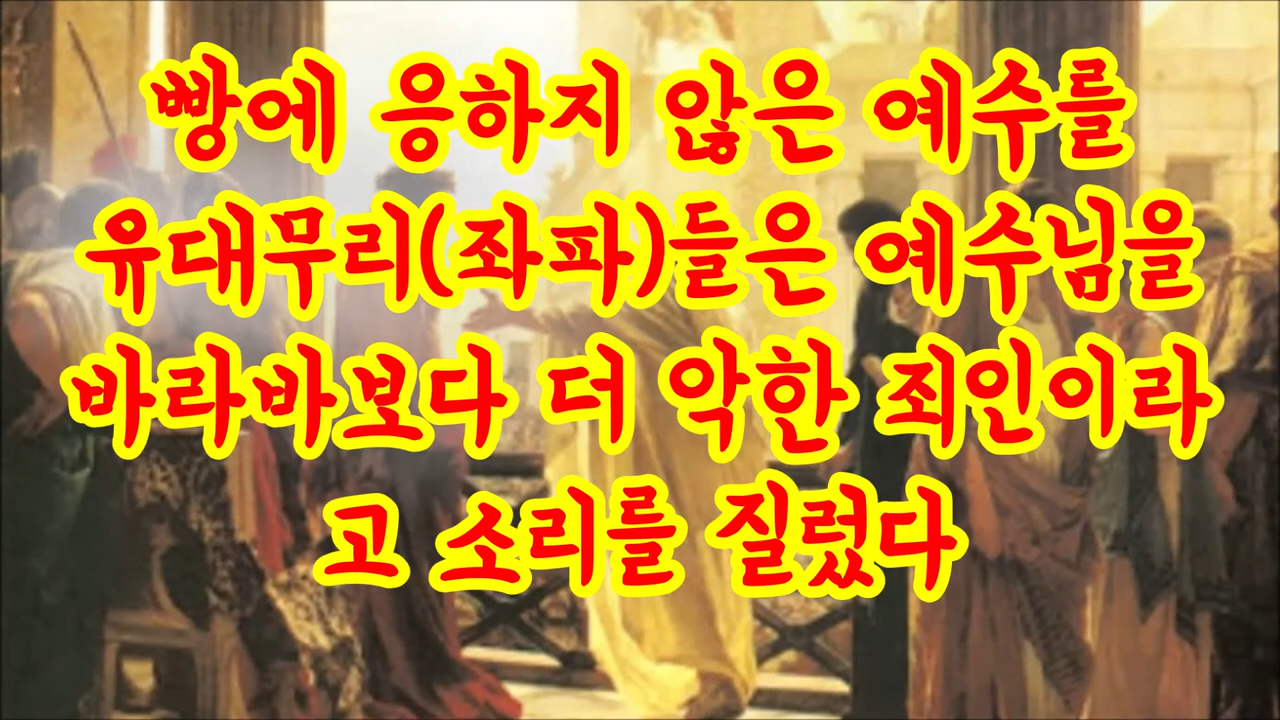 빵에 응하지 않은 예수를
유대무리(좌파)들은 예수님을
바라바보다 더 악한 죄인이라
고 소리를 질렀다